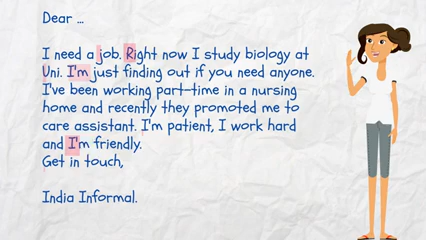 Dear ...
I need a job. Right now I study biology at
Uni. I'm just finding out if you need anyone.
I've been working part-time in a nursing
home and recently they promoted me to
care assistant. I'm patient, I work hard
and I'm friendly.
Get in touch,
India Informal.